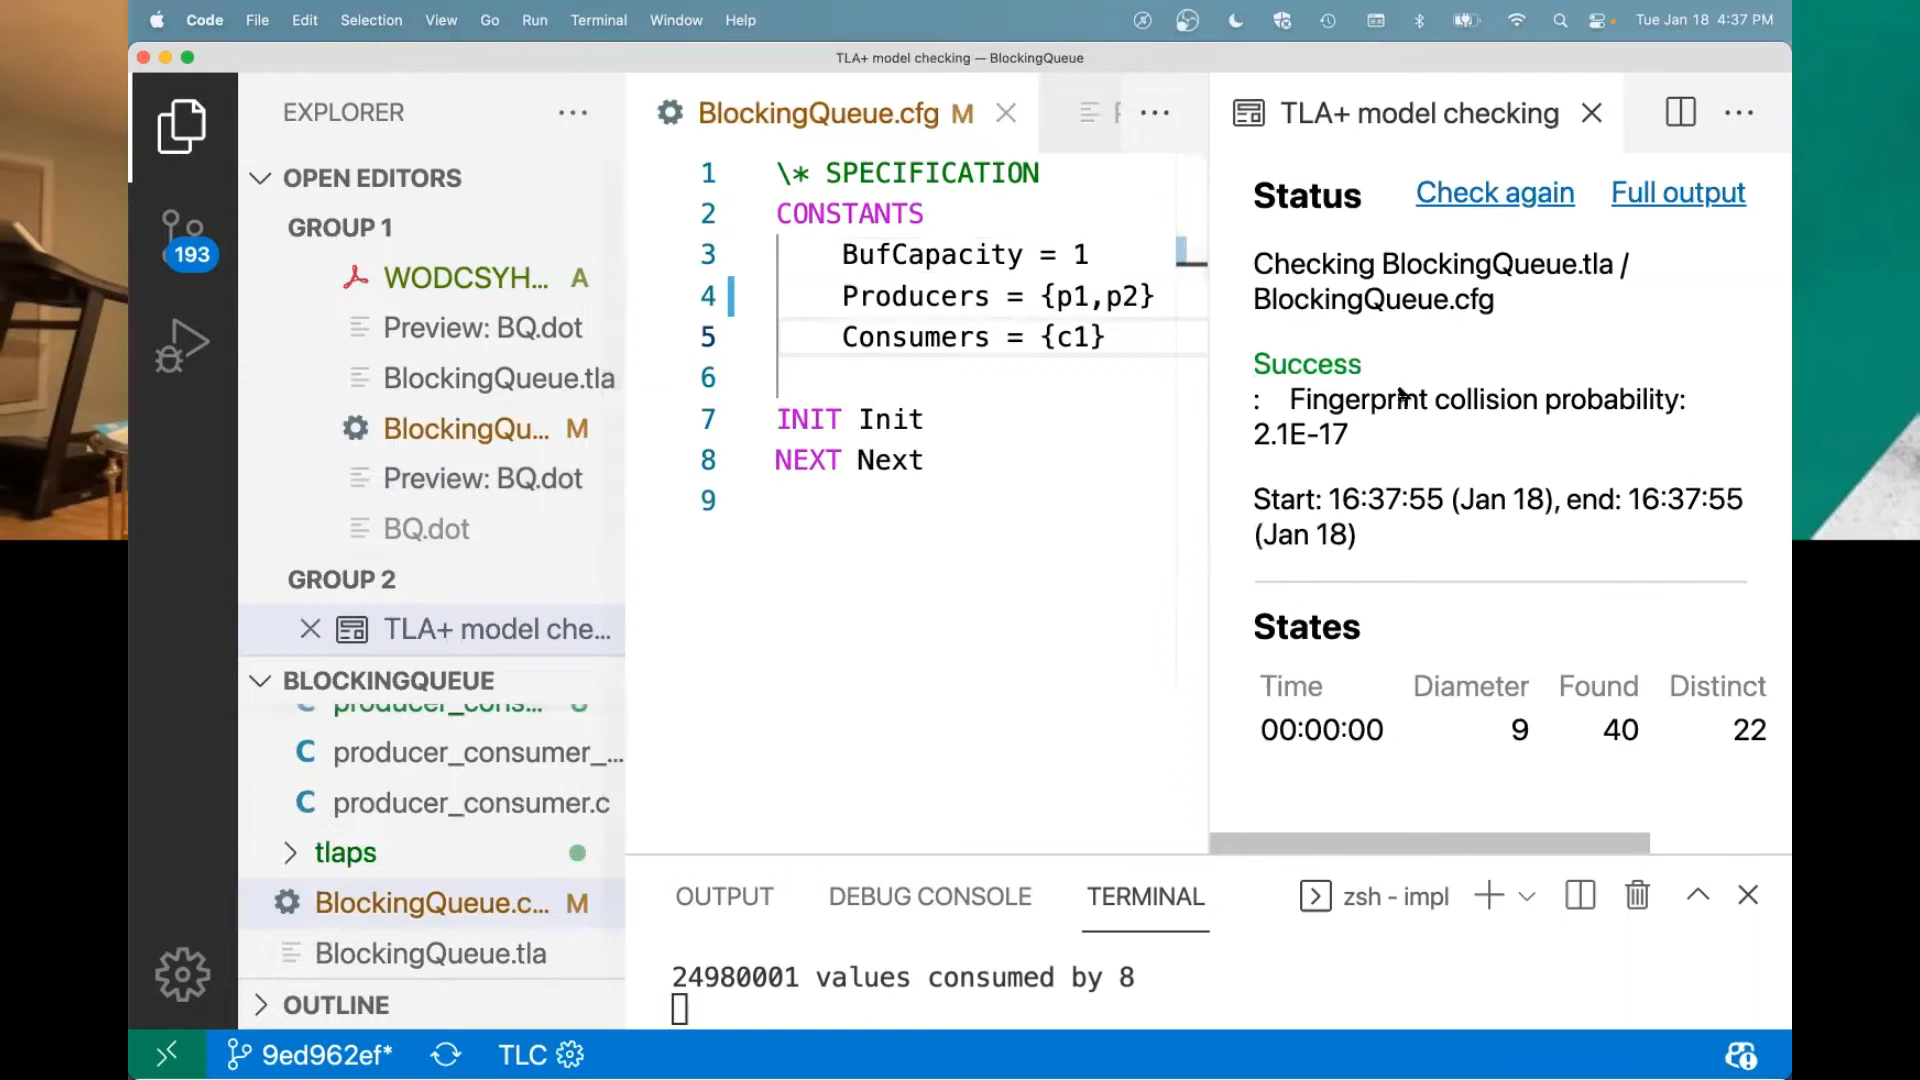 Code File Edit Selection View Go Run Terminal Window Help
Tue Jan 18 4:37 PM
TLA+ model checking — BlockingQueue
EXPLORER
OPEN EDITORS
GROUP 1
WODCSYH... A
Preview: BQ.dot
BlockingQueue.tla
BlockingQu... M
Preview: BQ.dot
BQ.dot
GROUP 2
TLA+ model che...
BLOCKINGQUEUE
producer_cons...
C producer_consumer_...
C producer_consumer.c
tlaps
BlockingQueue.c... M
BlockingQueue.tla
OUTLINE
193
BlockingQueue.cfg M
1 \* SPECIFICATION
2 CONSTANTS
3 BufCapacity = 1
4 Producers = {p1,p2}
5 Consumers = {c1}
6
7 INIT Init
8 NEXT Next
9
TLA+ model checking
Status Check again Full output
Checking BlockingQueue.tla /
BlockingQueue.cfg
Success
: Fingerprint collision probability:
2.1E-17
Start: 16:37:55 (Jan 18), end: 16:37:55
(Jan 18)
States
Time Diameter Found Distinct
00:00:00 9 40 22
OUTPUT DEBUG CONSOLE TERMINAL
zsh - impl
24980001 values consumed by 8
9ed962ef* TLC